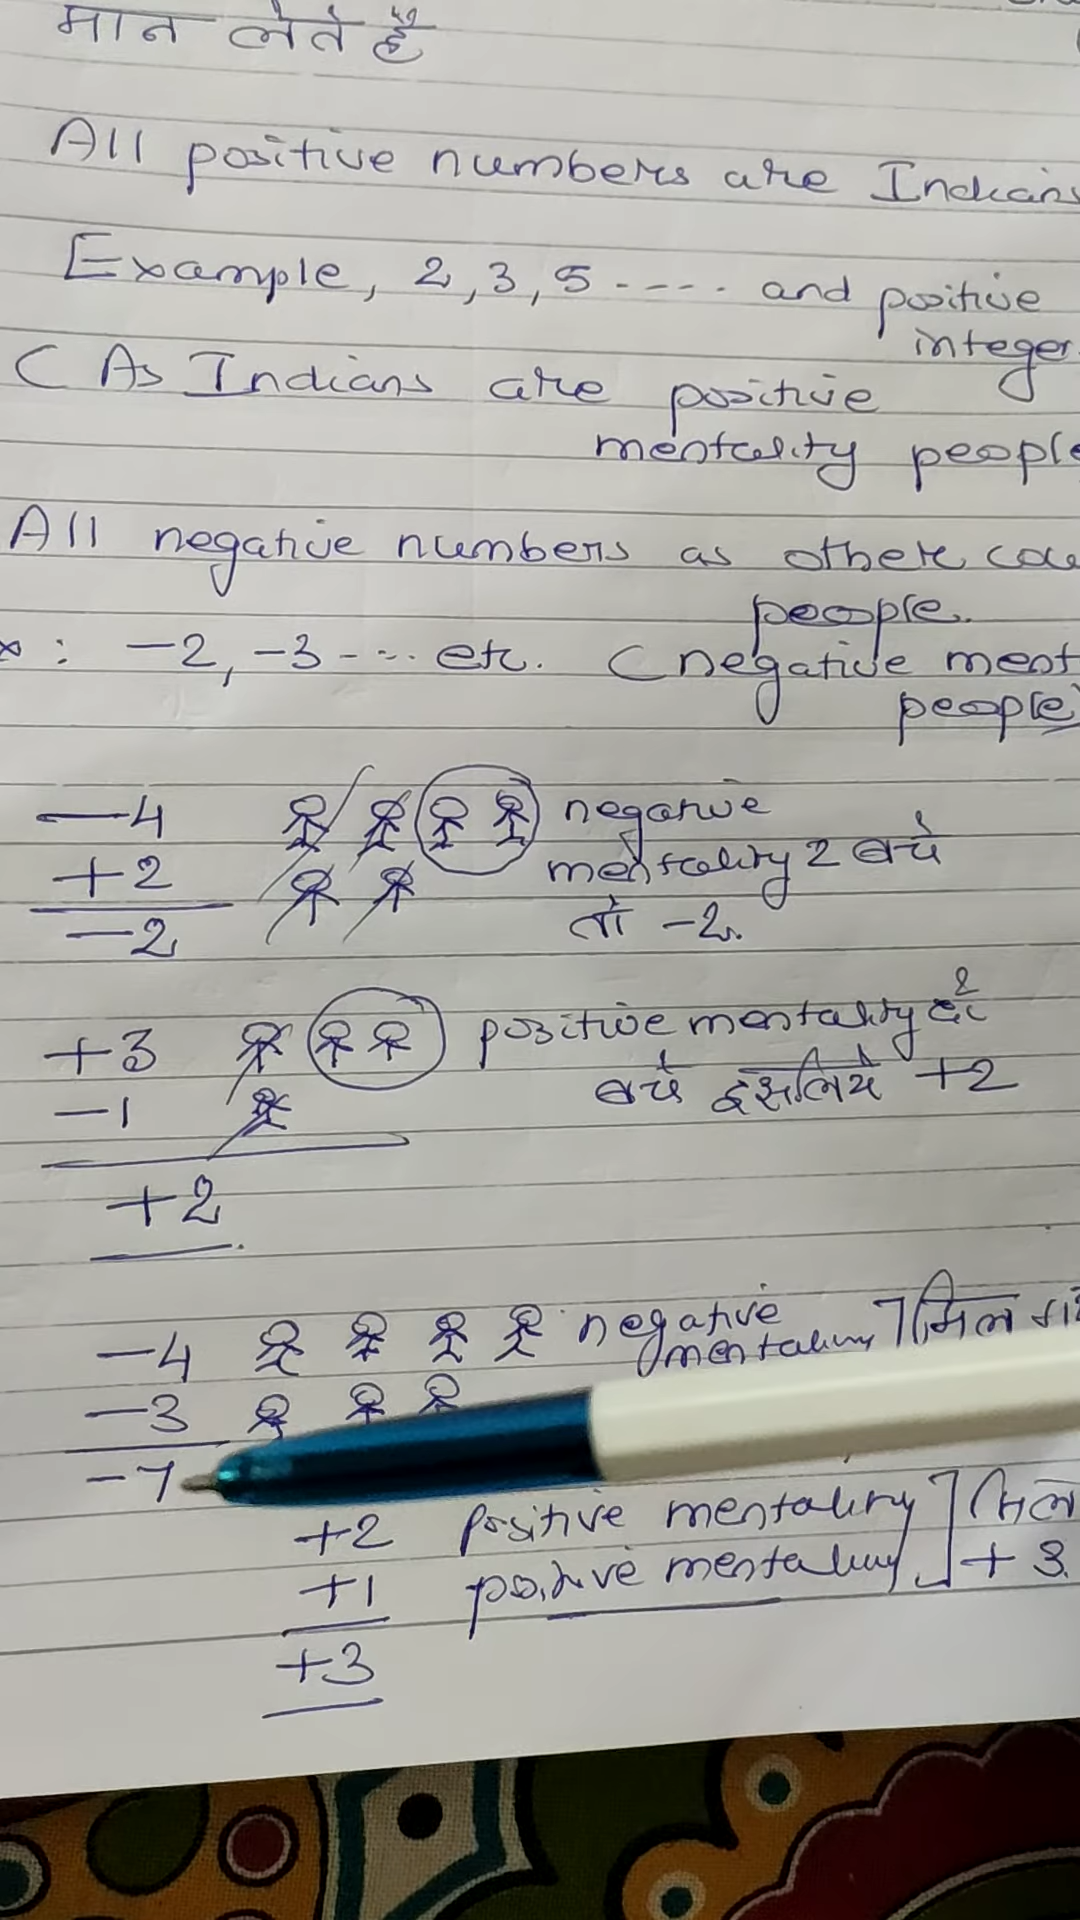 मान लेते हैं
All positive numbers are Indians
Example, 2, 3, 5 ---- and positive
integer
( As Indians are positive
mentality people
All negative numbers as other cou
people.
: -2, -3 ---- etc. ( negative ment
people)
-4 negative
+2 mentality 2 बचे
-2 तो -2.
+3 positive mentality 2
-1 बचे इसलिये +2
+2
-4 negative
mentality
-3
-7
+2 positive mentality
+1 positive mentality + 3.
+3